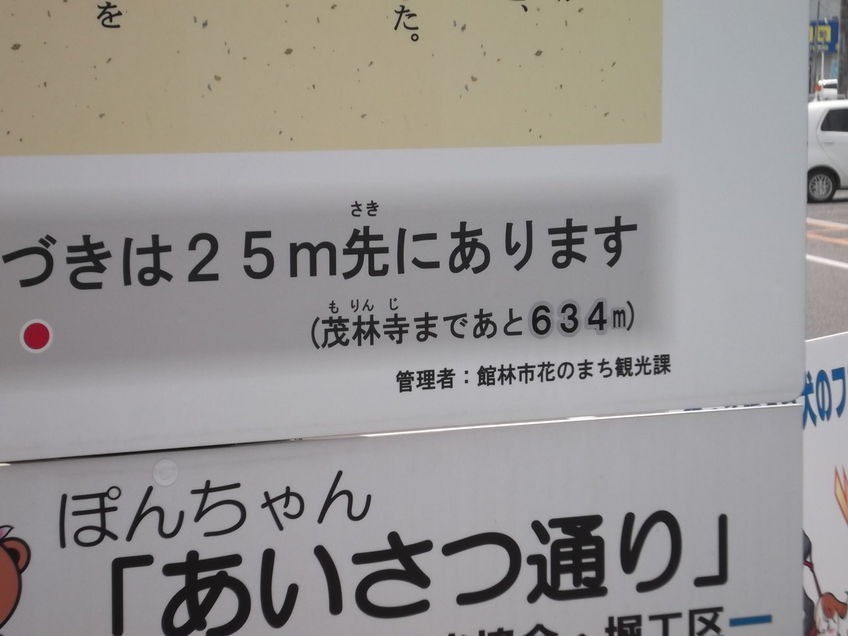 を
た。
づきは２５ｍ先にあります
さき
(茂林寺まであと634m)
も りん じ
管理者：館林市花のまち観光課
ぽんちゃん
「あいさつ通り」
・堀工区
犬のフ